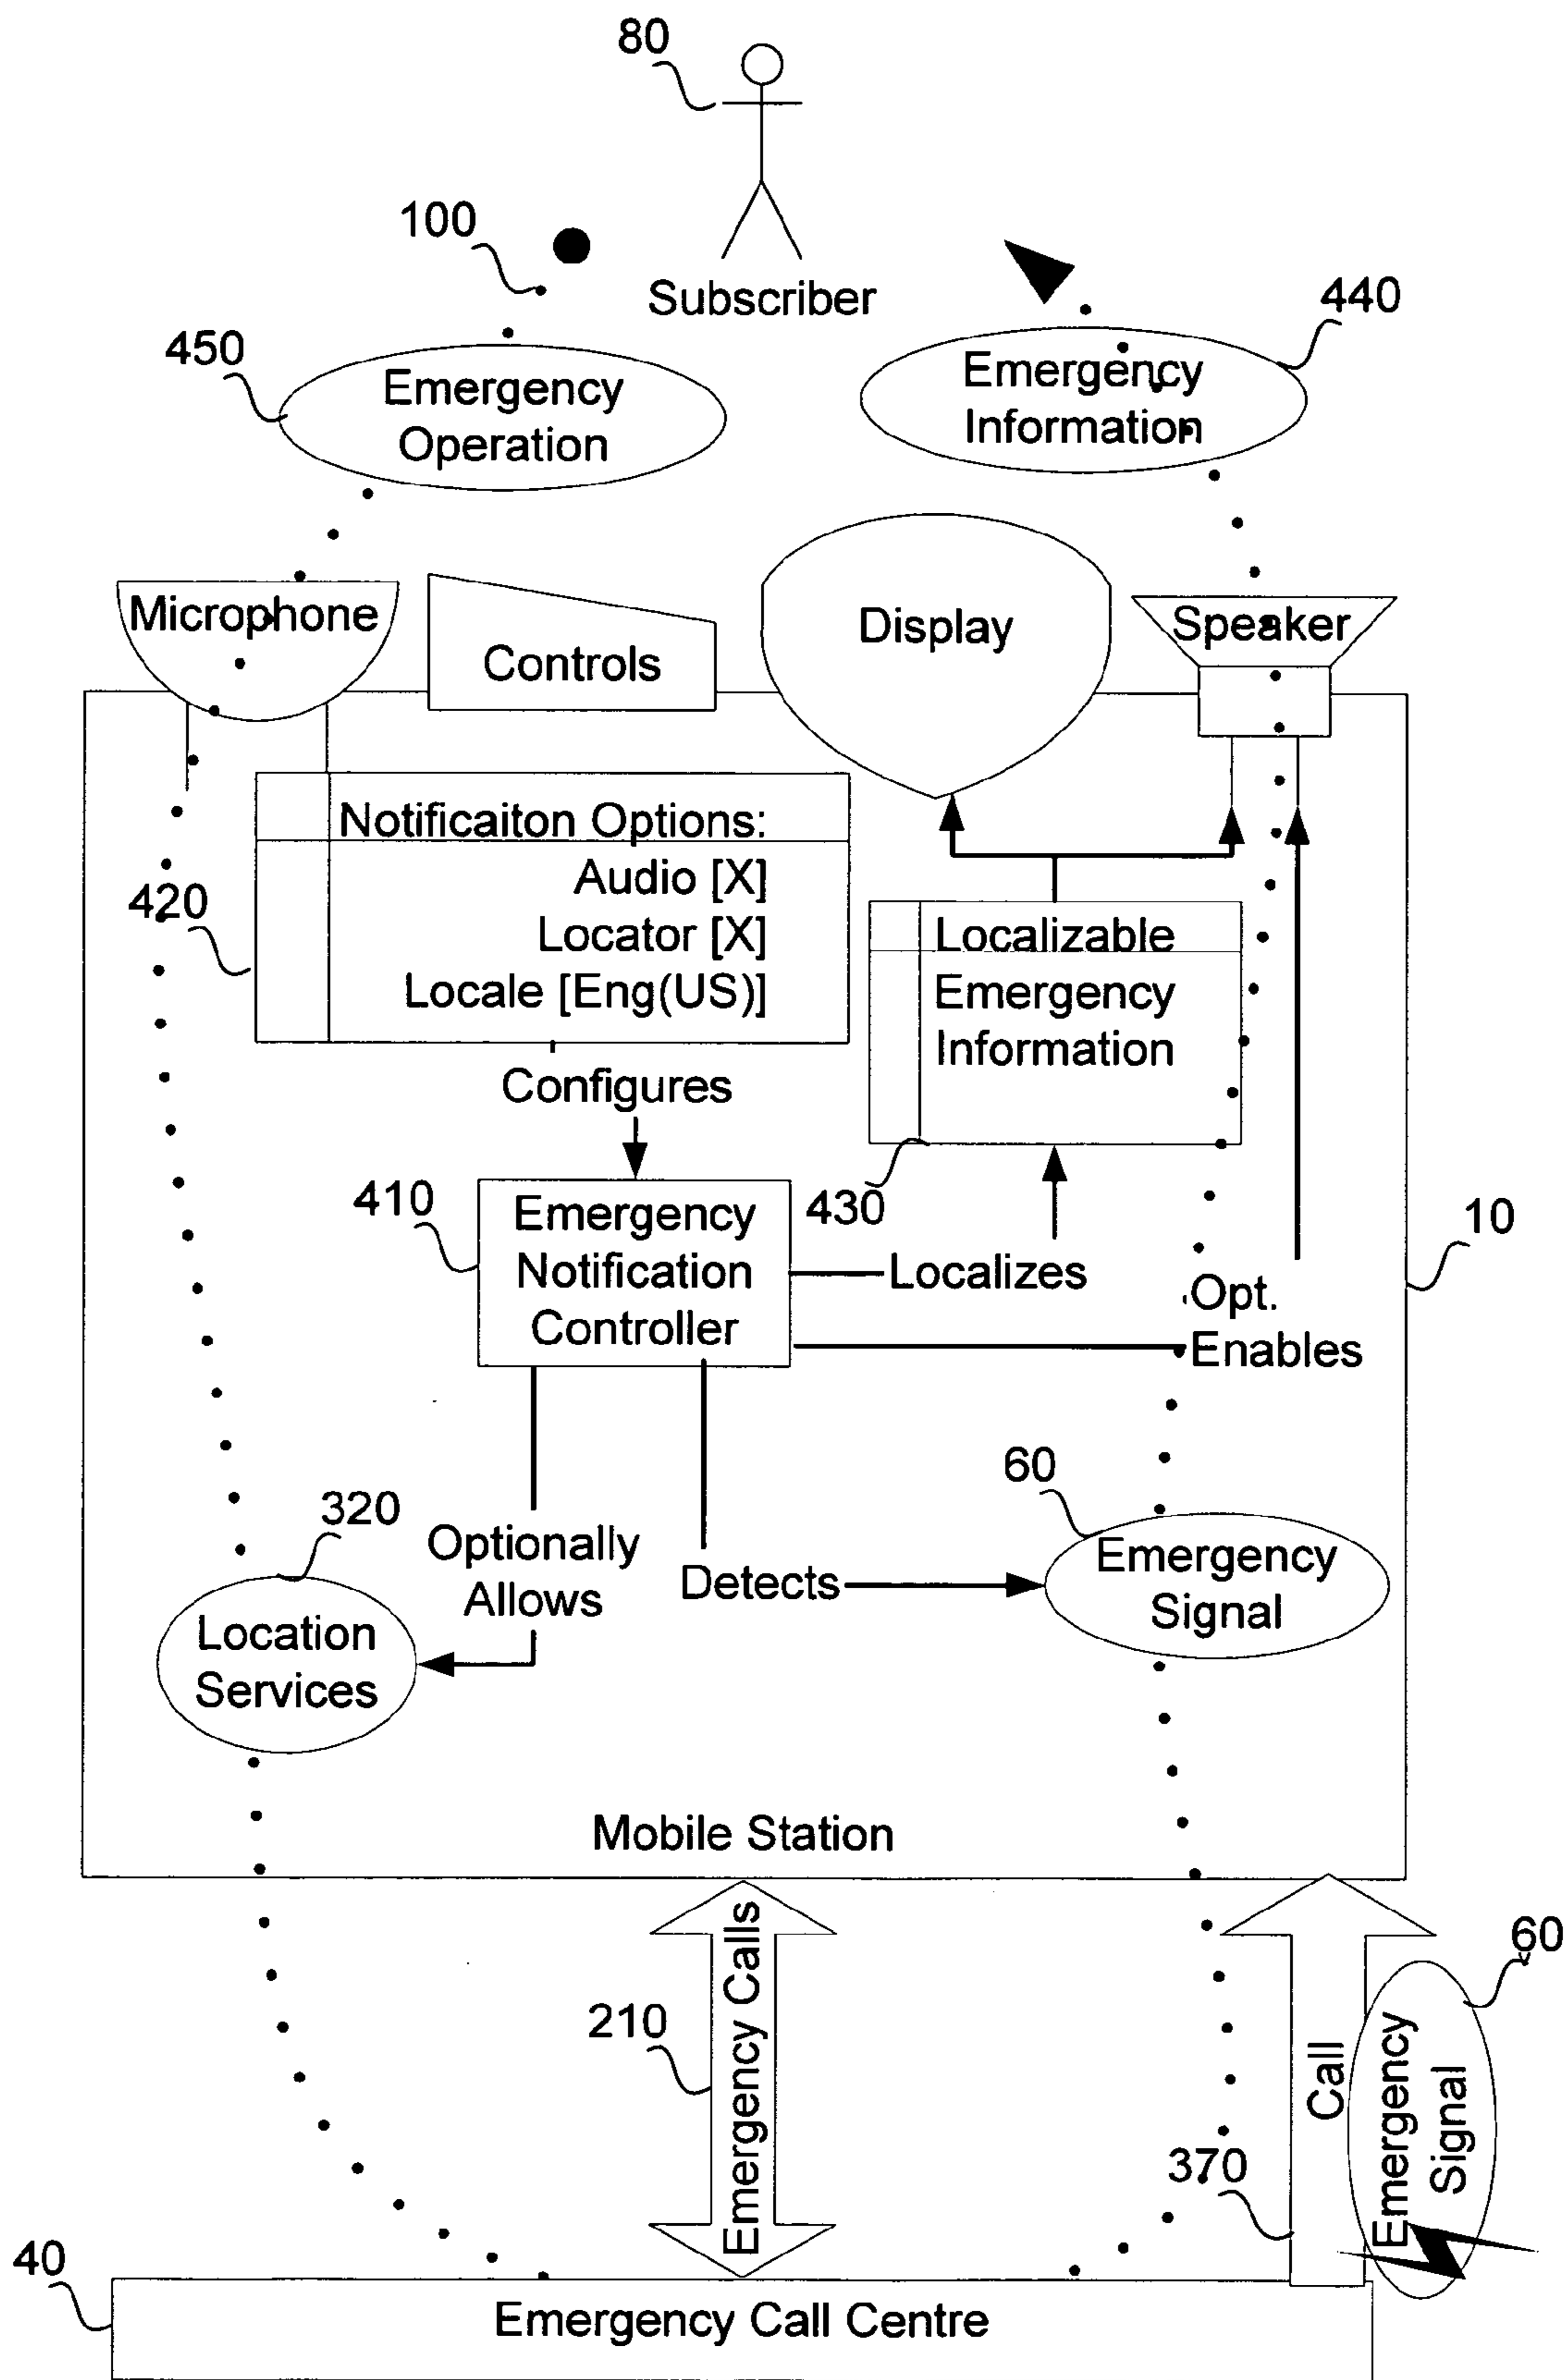 80
100
Subscriber
440
450
Emergency
Operation
Emergency
Information
Microphone
Controls
Display
Speaker
Notificaiton Options:
Audio [X]
Locator [X]
Locale [Eng(US)]
420
Localizable
Emergency
Information
Configures
410
Emergency
Notification
Controller
430
Localizes
10
Opt.
Enables
60
320
Optionally
Allows
Detects
Emergency
Signal
Location
Services
Mobile Station
Emergency Calls
210
Call
370
60
Emergency
Signal
40
Emergency Call Centre